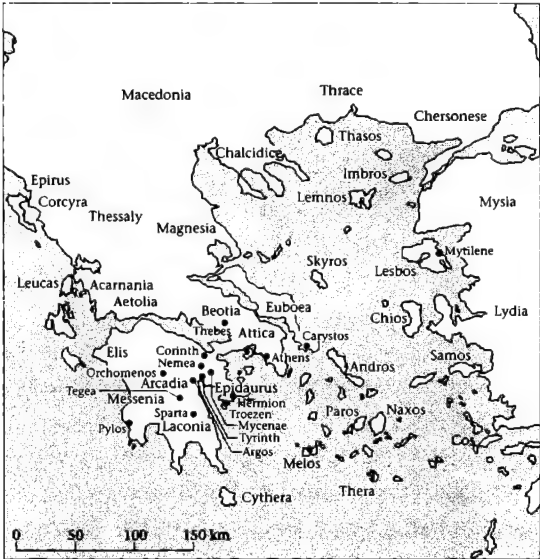 Thrace
Macedonia
Chersonese
Thasos
Chalcidice
Imbros
Epirus
Lemnos
Corcyra
Mysia
Thessaly
Magnesia
Mytilene
Skyros
Lesbos
Leucas
Acarnania
Aetolia
Euboea
Beotia
Chios
Lydia
Thebes
Attica
Carystos
Elis
Corinth
Athens
Samos
Nemea
Andros
Orchomenos
Arcadia
Epidaurus
Tegea
Messenia
Hermion
Troezen
Paros
Naxos
Sparta
Mycenae
Pylos
Laconia
Tyrinth
Cos
Argos
Melos
Thera
Cythera
0 50 100 150 km